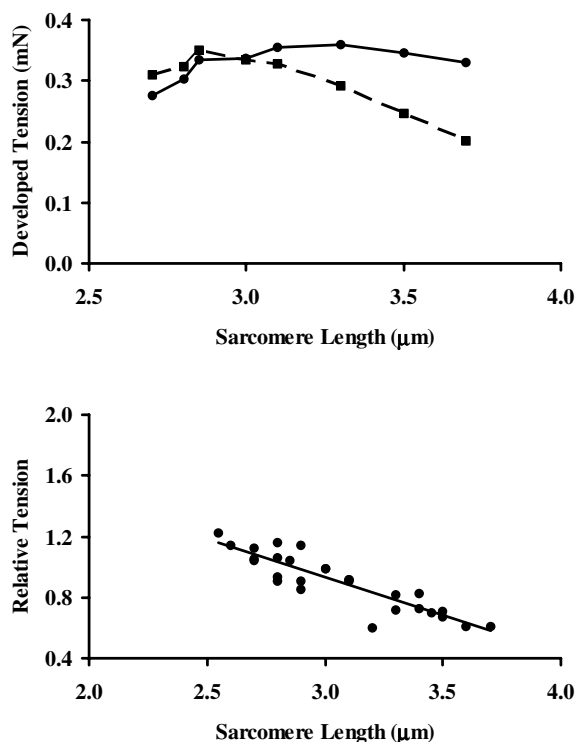 Developed Tension (mN)
0.4
0.3
0.2
0.1
0.0
2.5 3.0 3.5 4.0
Sarcomere Length (μm)
Relative Tension
2.0
1.6
1.2
0.8
0.4
2.0 2.5 3.0 3.5 4.0
Sarcomere Length (μm)